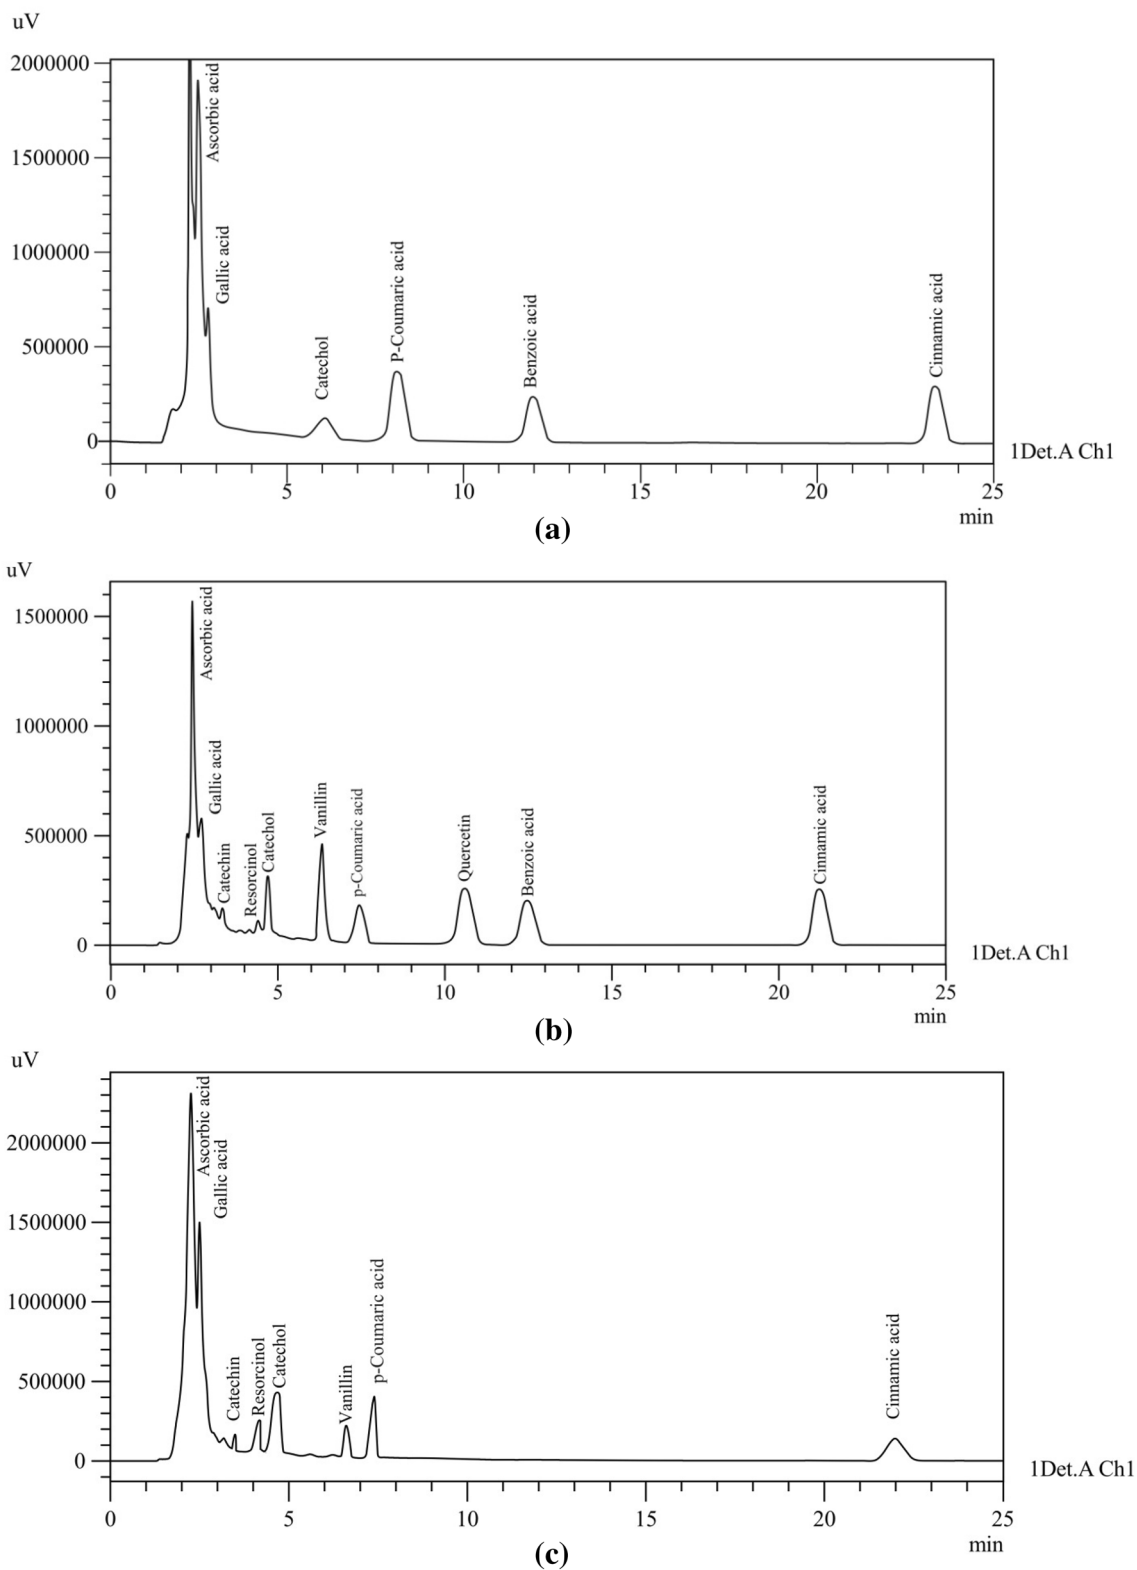 uV
2000000
1500000
1000000
500000
0
Ascorbic acid
Gallic acid
Catechol
P-Coumaric acid
Benzoic acid
Cinnamic acid
1Det.A Ch1
0 5 10 15 20 25
min
(a)
uV
1500000
1000000
500000
0
Ascorbic acid
Gallic acid
Catechin
Resorcinol
Catechol
Vanillin
p-Coumaric acid
Quercetin
Benzoic acid
Cinnamic acid
1Det.A Ch1
0 5 10 15 20 25
min
(b)
uV
2000000
1500000
1000000
500000
0
Ascorbic acid
Gallic acid
Catechin
Resorcinol
Catechol
Vanillin
p-Coumaric acid
Cinnamic acid
1Det.A Ch1
0 5 10 15 20 25
min
(c)